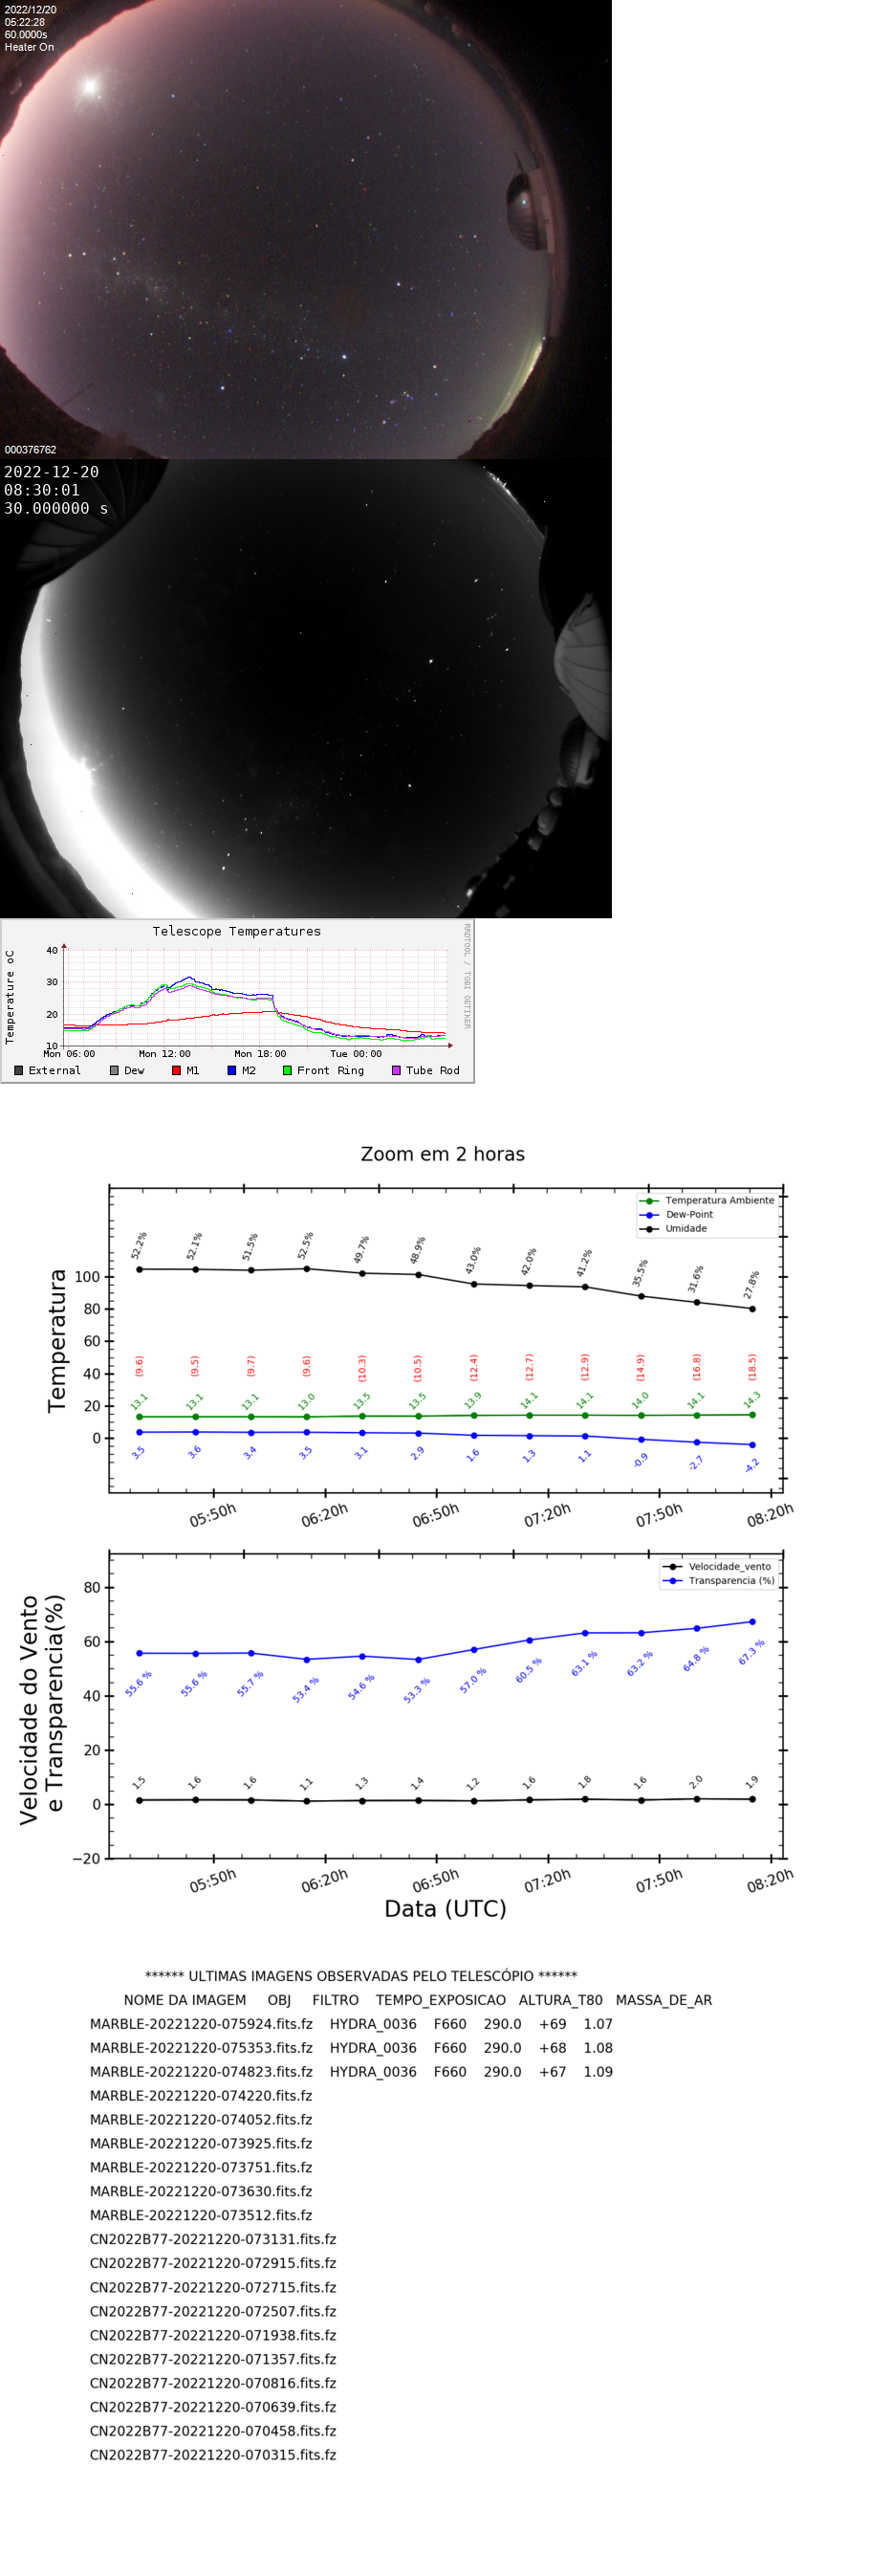 2022/12/20
05:22:28
60.0000s
Heater On
000376762
2022-12-20
08:30:01
30.000000 s
Telescope Temperatures
RRDTOOL / TOBI OETIKER
Temperature oC
40
30
20
10
Mon 06:00 Mon 12:00 Mon 18:00 Tue 00:00
External Dew M1 M2 Front Ring Tube Rod
Zoom em 2 horas
Temperatura Ambiente
Dew-Point
Umidade
Temperatura
52.2% 52.1% 51.5% 52.5% 49.7% 48.9% 43.0% 42.0% 41.2% 35.5% 31.6% 27.8%
100
80
60
40
20
0
(9.6) (9.5) (9.7) (9.6) (10.3) (10.5) (12.4) (12.7) (12.9) (14.9) (16.8) (18.5)
13.1 13.1 13.1 13.0 13.5 13.5 13.9 14.1 14.1 14.0 14.1 14.3
3.5 3.6 3.4 3.5 3.1 2.9 1.6 1.3 1.1 -0.9 -2.7 -4.2
05:50h 06:20h 06:50h 07:20h 07:50h 08:20h
Velocidade_vento
Transparencia (%)
Velocidade do Vento
e Transparencia(%)
80
60
40
20
0
−20
55.6 % 55.6 % 55.7 % 53.4 % 54.6 % 53.3 % 57.0 % 60.5 % 63.1 % 63.2 % 64.8 % 67.3 %
1.5 1.6 1.6 1.1 1.3 1.4 1.2 1.6 1.8 1.6 2.0 1.9
05:50h 06:20h 06:50h 07:20h 07:50h 08:20h
Data (UTC)
****** ULTIMAS IMAGENS OBSERVADAS PELO TELESCÓPIO ******
NOME DA IMAGEM OBJ FILTRO TEMPO_EXPOSICAO ALTURA_T80 MASSA_DE_AR
MARBLE-20221220-075924.fits.fz HYDRA_0036 F660 290.0 +69 1.07
MARBLE-20221220-075353.fits.fz HYDRA_0036 F660 290.0 +68 1.08
MARBLE-20221220-074823.fits.fz HYDRA_0036 F660 290.0 +67 1.09
MARBLE-20221220-074220.fits.fz
MARBLE-20221220-074052.fits.fz
MARBLE-20221220-073925.fits.fz
MARBLE-20221220-073751.fits.fz
MARBLE-20221220-073630.fits.fz
MARBLE-20221220-073512.fits.fz
CN2022B77-20221220-073131.fits.fz
CN2022B77-20221220-072915.fits.fz
CN2022B77-20221220-072715.fits.fz
CN2022B77-20221220-072507.fits.fz
CN2022B77-20221220-071938.fits.fz
CN2022B77-20221220-071357.fits.fz
CN2022B77-20221220-070816.fits.fz
CN2022B77-20221220-070639.fits.fz
CN2022B77-20221220-070458.fits.fz
CN2022B77-20221220-070315.fits.fz